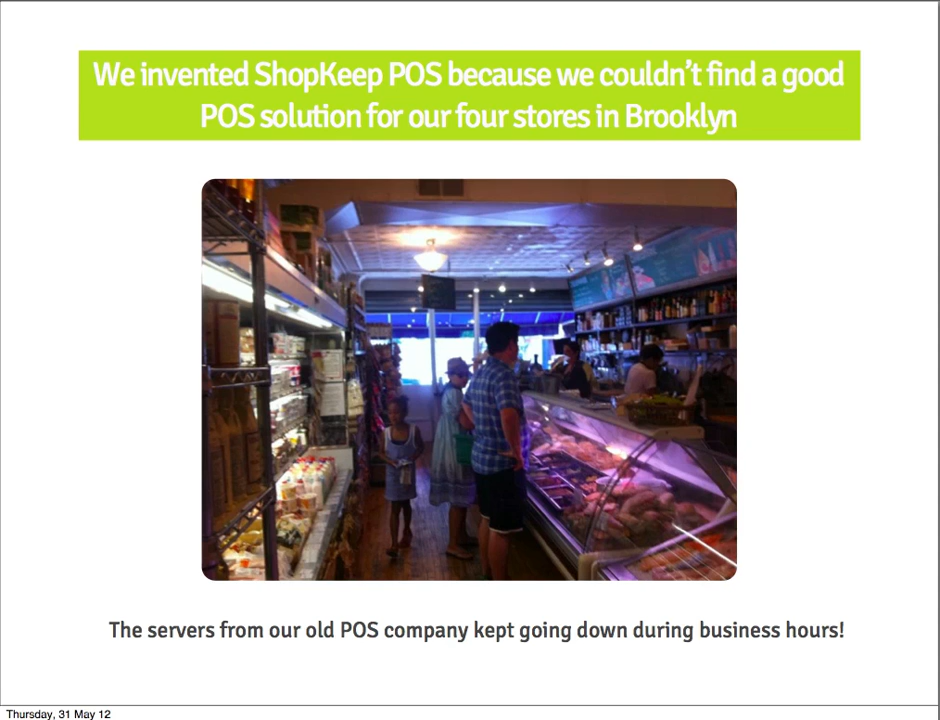 We invented ShopKeep POS because we couldn't find a good
POS solution for our four stores in Brooklyn
The servers from our old POS company kept going down during business hours!
Thursday, 31 May 12